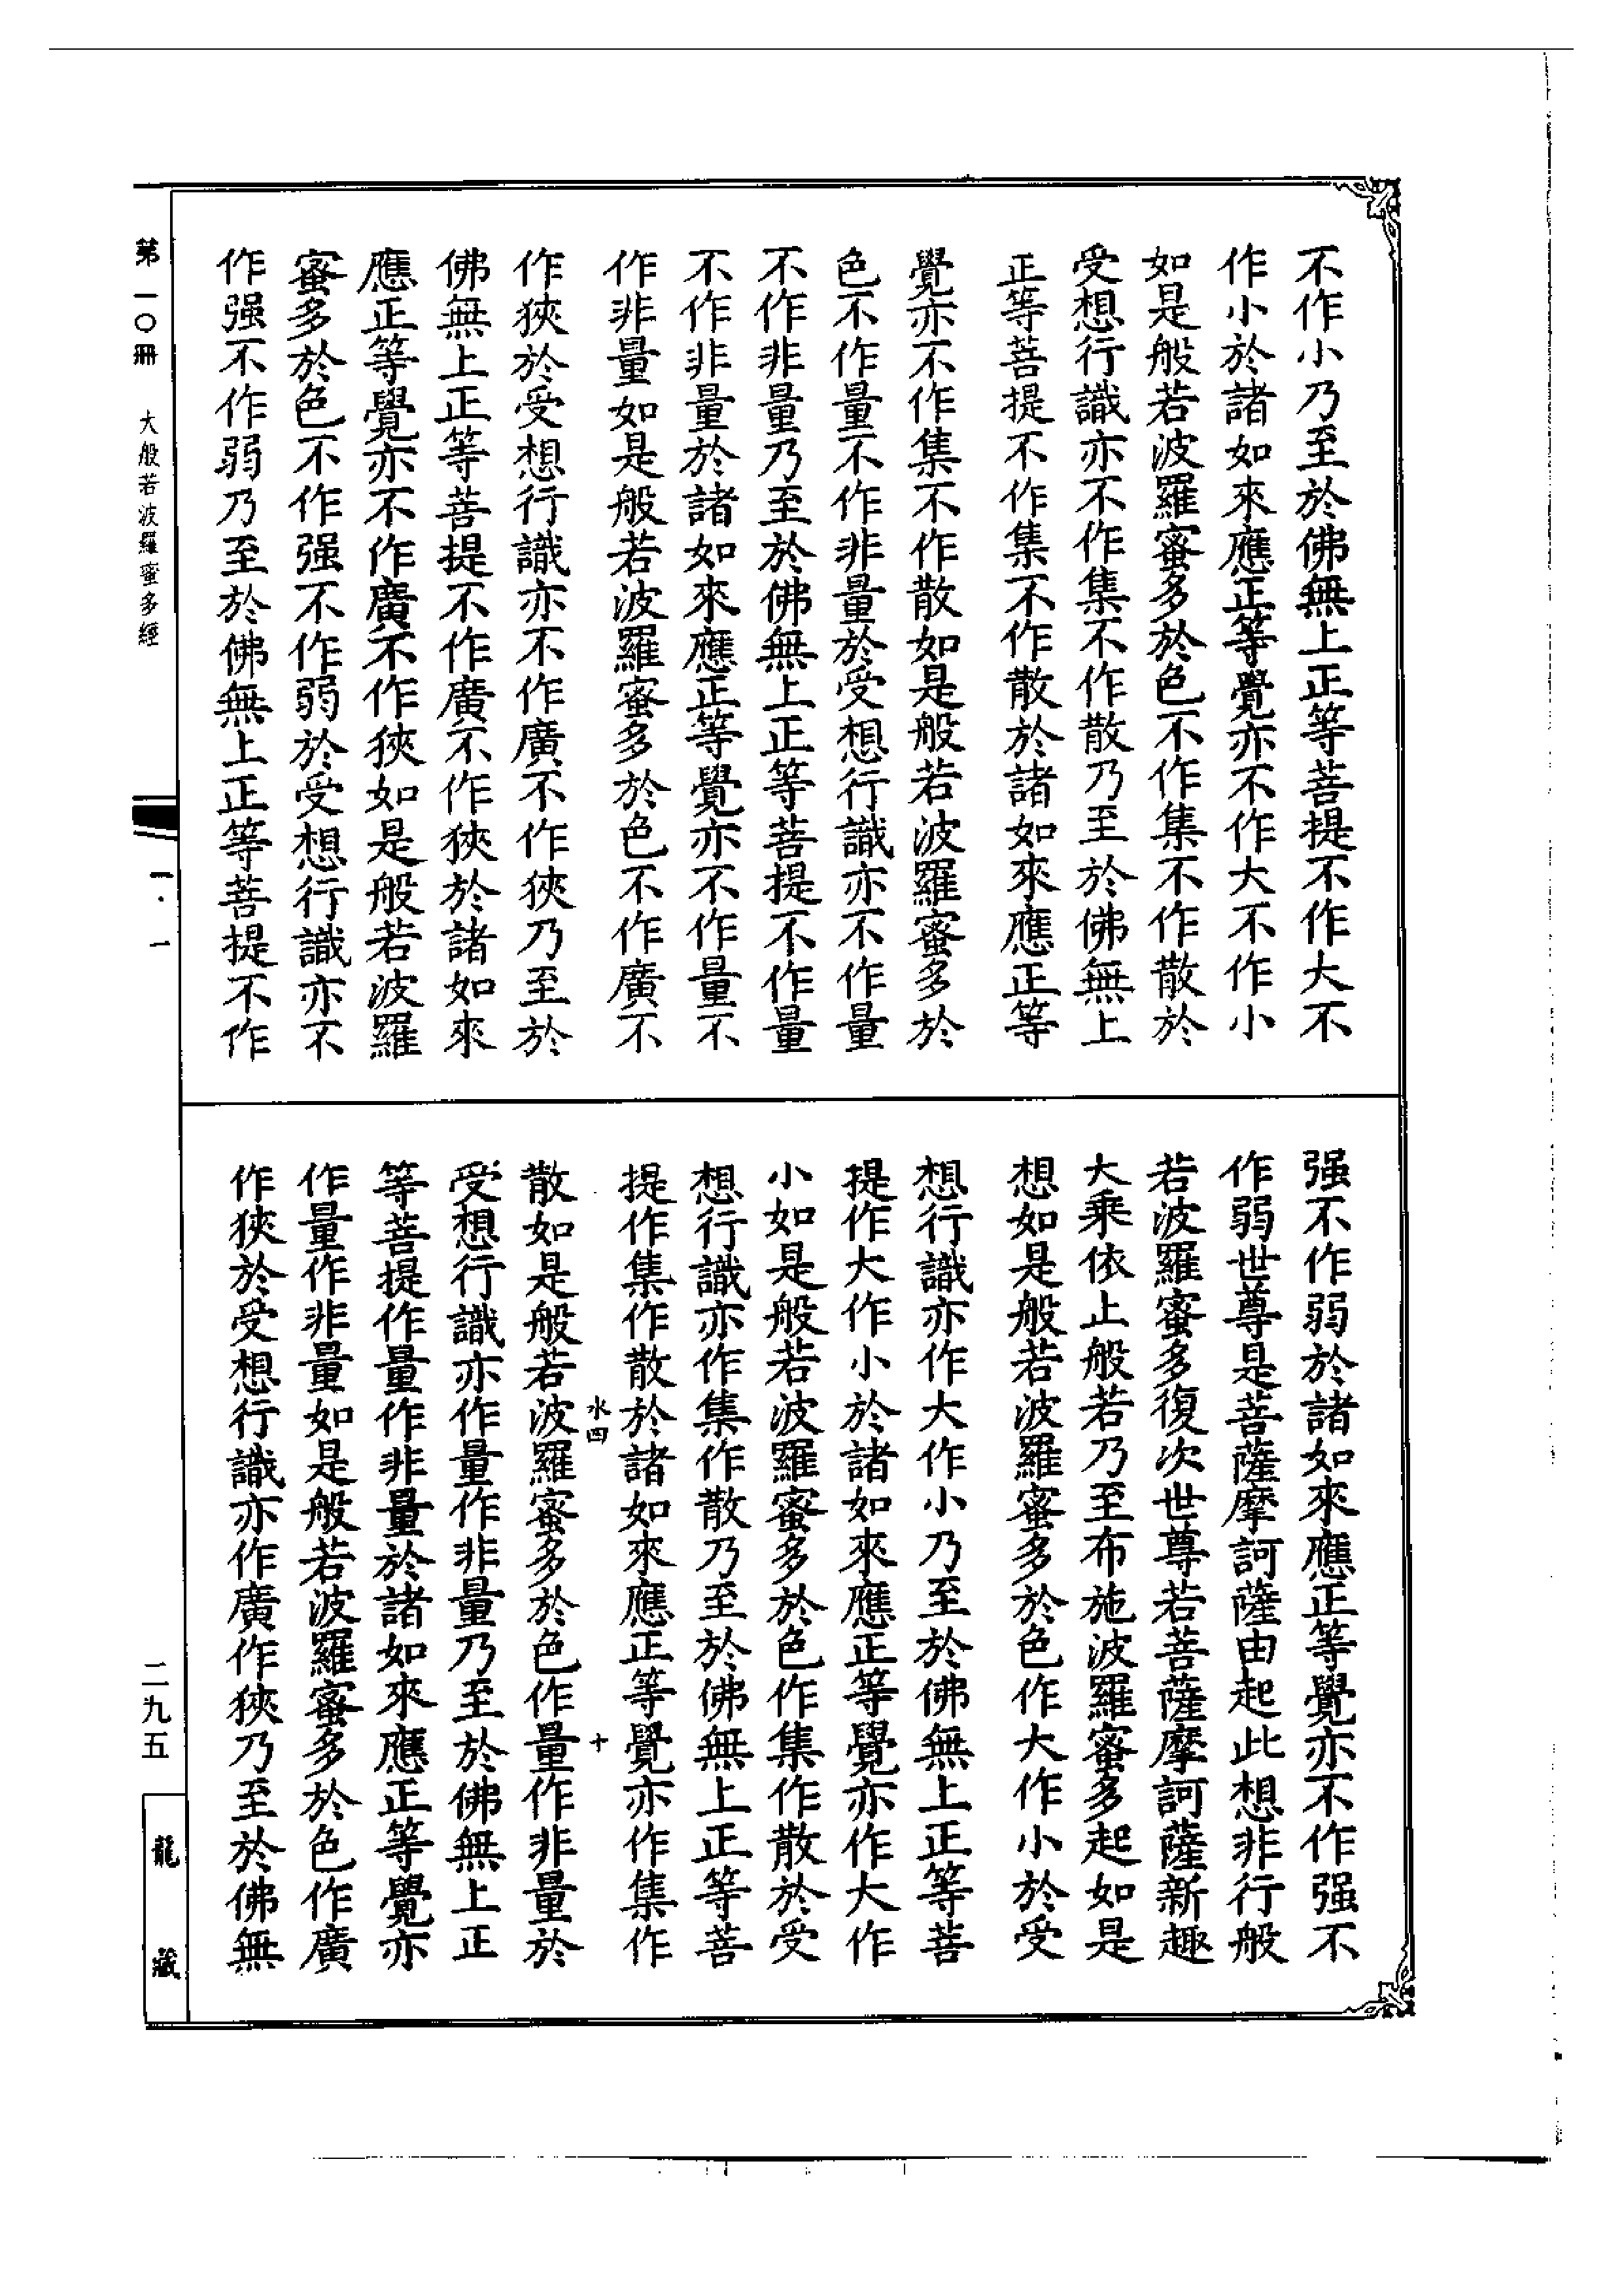 不作小乃至於佛無上正等菩提不作大不
作小於諸如來應正等覺亦不作大不作小
如是般若波羅蜜多於色不作集不作散於
受想行識亦不作集不作散乃至於佛無上
正等菩提不作集不作散於諸如來應正等
覺亦不作集不作散如是般若波羅蜜多於
色不作量不作非量於受想行識亦不作量
不作非量乃至於佛無上正等菩提不作量
不作非量於諸如來應正等覺亦不作量不
作非量如是般若波羅蜜多於色不作廣不
作狹於受想行識亦不作廣不作狹乃至於
佛無上正等菩提不作廣不作狹於諸如來
應正等覺亦不作廣不作狹如是般若波羅
蜜多於色不作强不作弱於受想行識亦不
作强不作弱乃至於佛無上正等菩提不作
强不作弱於諸如來應正等覺亦不作强不
作弱世尊是菩薩摩訶薩由起此想非行般
若波羅蜜多復次世尊若菩薩摩訶薩新趣
大乘依止般若乃至布施波羅蜜多起如是
想如是般若波羅蜜多於色作大作小於受
想行識亦作大作小乃至於佛無上正等菩
提作大作小於諸如來應正等覺亦作大作
小如是般若波羅蜜多於色作集作散於受
想行識亦作集作散乃至於佛無上正等菩
提作集作散於諸如來應正等覺亦作集作
水四 十
散如是般若波羅蜜多於色作量作非量於
受想行識亦作量作非量乃至於佛無上正
等菩提作量作非量於諸如來應正等覺亦
作量作非量如是般若波羅蜜多於色作廣
作狹於受想行識亦作廣作狹乃至於佛無
第一〇冊 大般若波羅蜜多經
二九五
龍藏